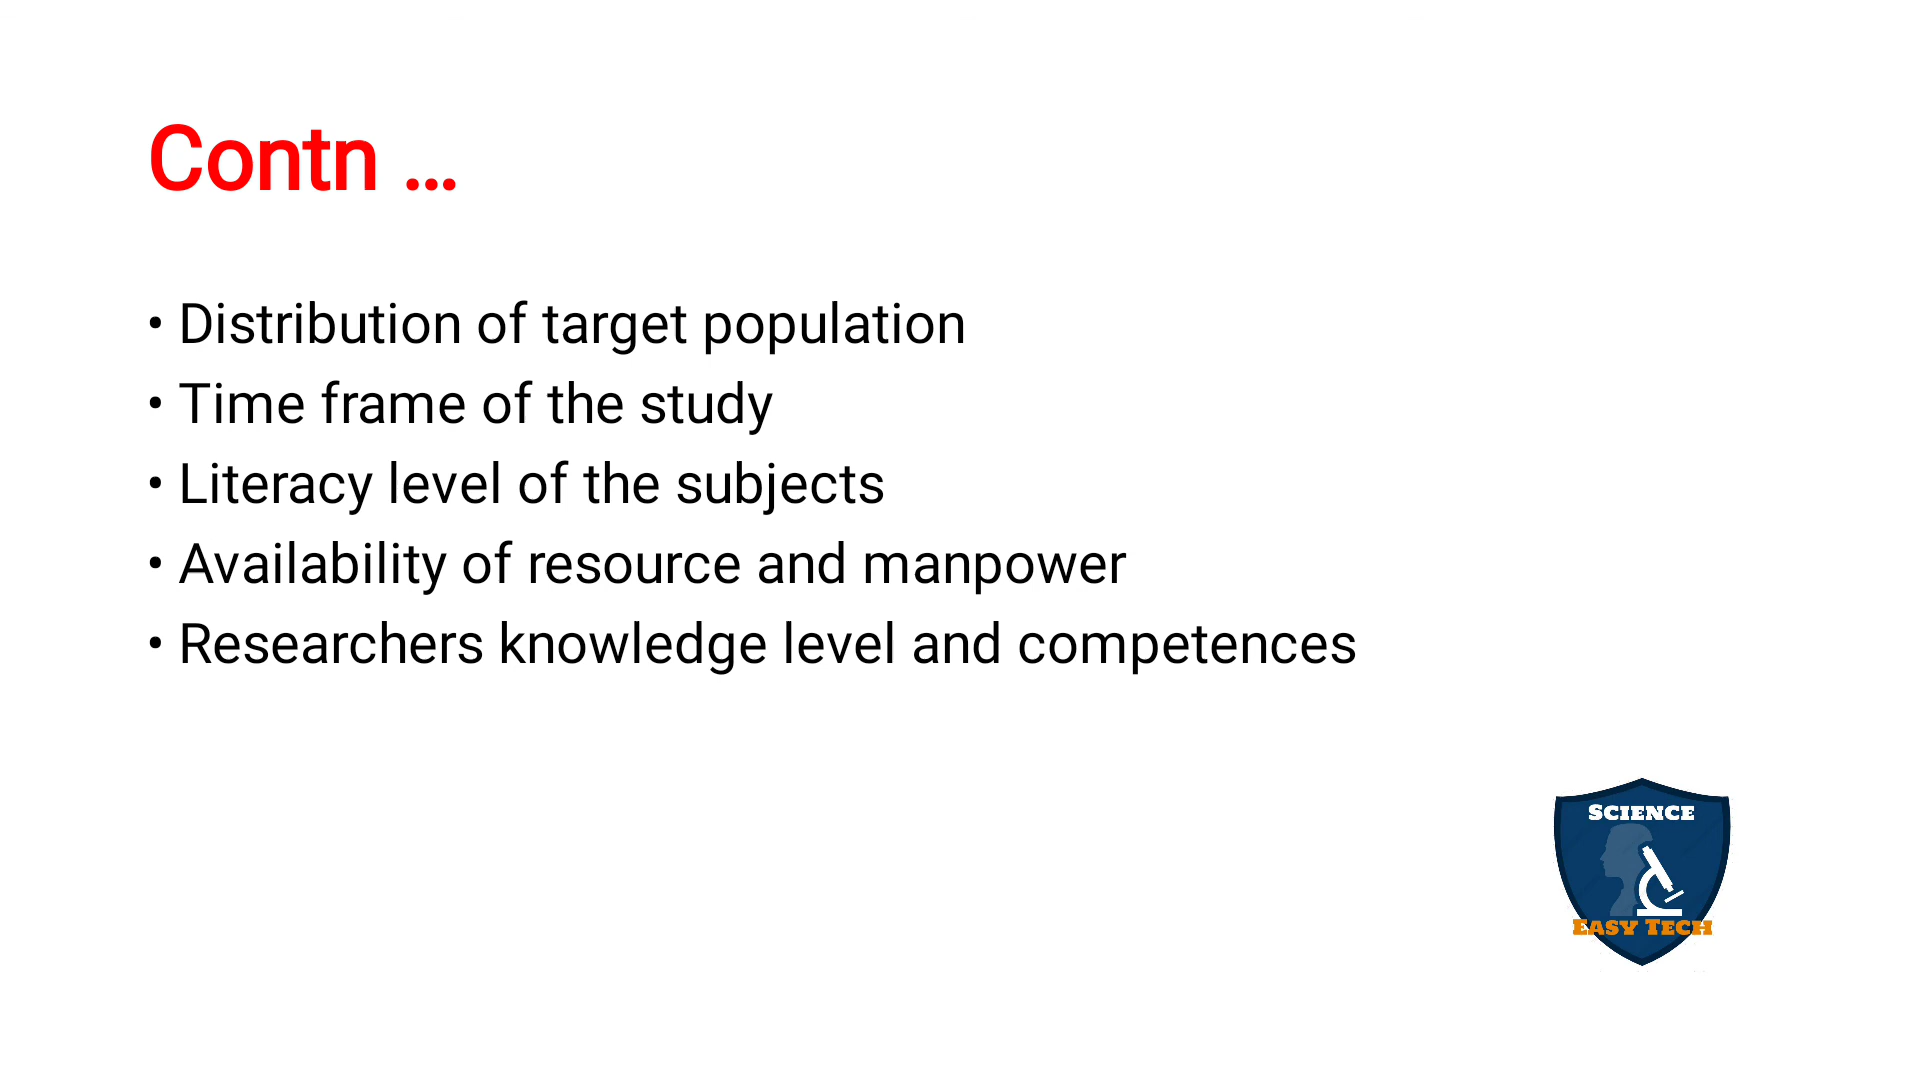 Contn ...
• Distribution of target population
• Time frame of the study
• Literacy level of the subjects
• Availability of resource and manpower
• Researchers knowledge level and competences
SCIENCE
EASY TECH